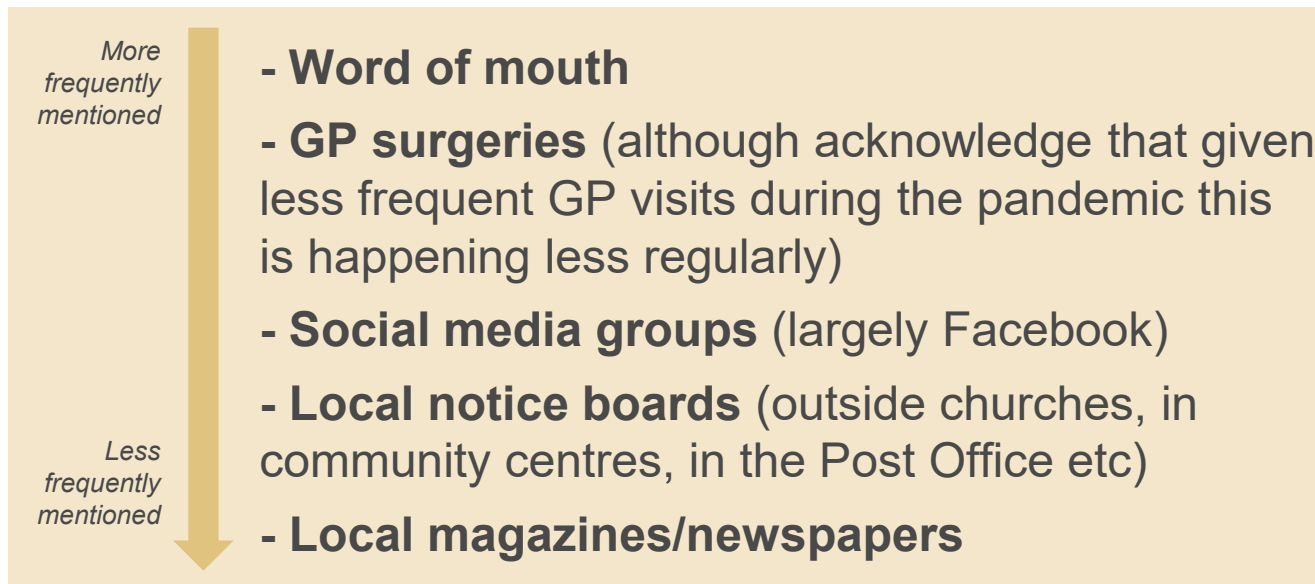 More
frequently
mentioned
- Word of mouth
- GP surgeries (although acknowledge that given
less frequent GP visits during the pandemic this
is happening less regularly)
- Social media groups (largely Facebook)
- Local notice boards (outside churches, in
community centres, in the Post Office etc)
Less
frequently
mentioned
- Local magazines/newspapers